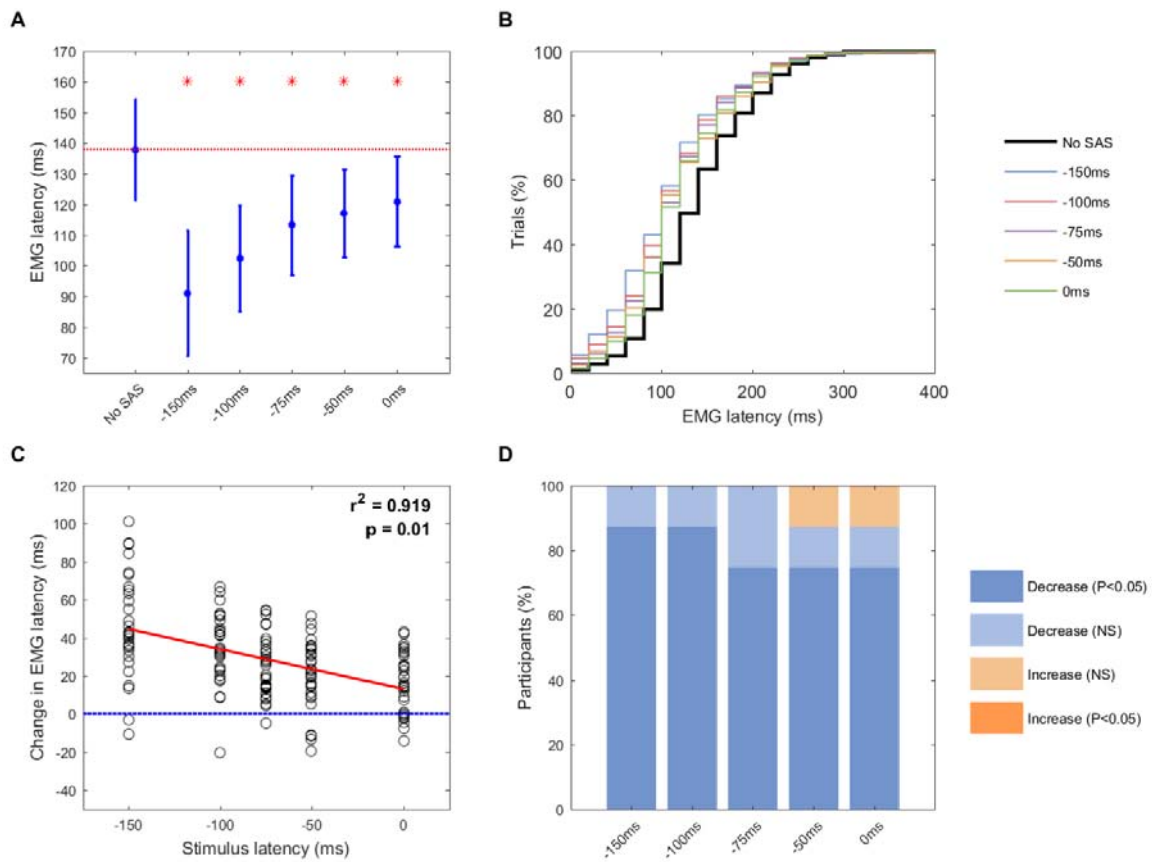 A
170
160
150
140
130
120
110
100
90
80
70
EMG latency (ms)
No SAS
-150ms
-100ms
-75ms
-50ms
0ms
B
100
80
60
40
20
0
Trials (%)
0
100
200
300
400
EMG latency (ms)
No SAS
-150ms
-100ms
-75ms
-50ms
0ms
C
120
100
80
60
40
20
0
-20
-40
Change in EMG latency (ms)
r² = 0.919
p = 0.01
-150
-100
-50
0
Stimulus latency (ms)
D
100
80
60
40
20
0
Participants (%)
-150ms
-100ms
-75ms
-50ms
0ms
Decrease (P<0.05)
Decrease (NS)
Increase (NS)
Increase (P<0.05)